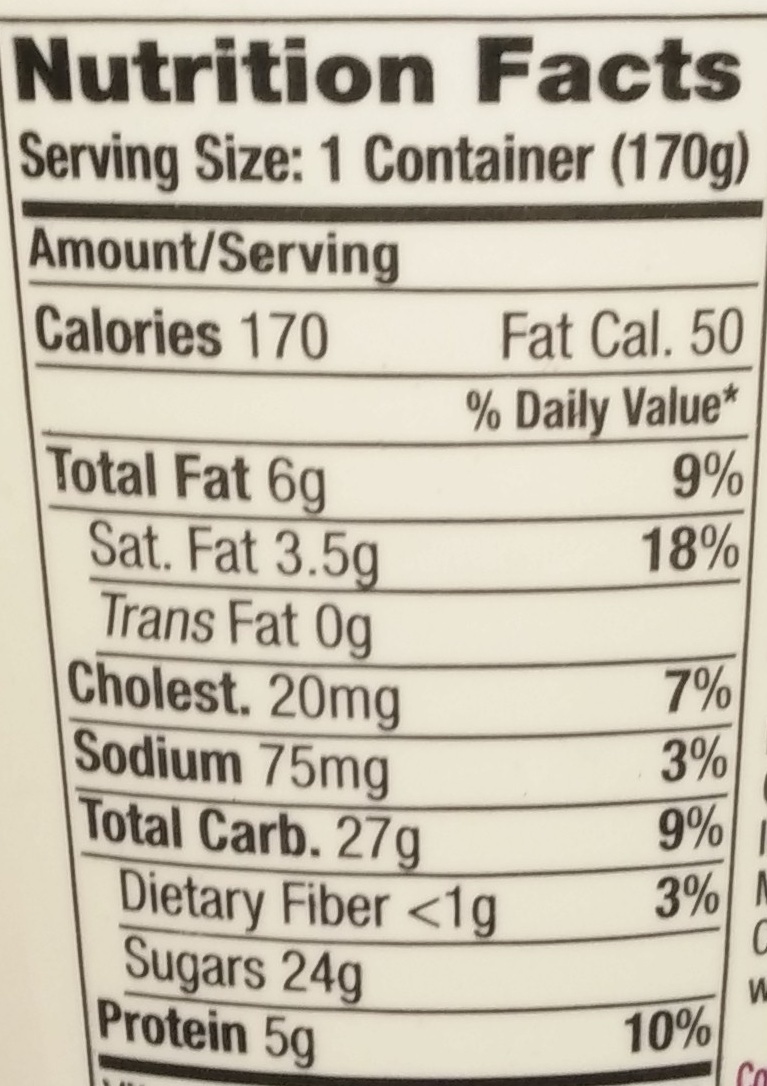 Nutrition Facts
Serving Size: 1 Container (170g)
Amount/Serving
Calories 170 Fat Cal. 50
% Daily Value*
Total Fat 6g 9%
Sat. Fat 3.5g 18%
Trans Fat 0g
Cholest. 20mg 7%
Sodium 75mg 3%
Total Carb. 27g 9%
Dietary Fiber <1g 3%
Sugars 24g
Protein 5g 10%